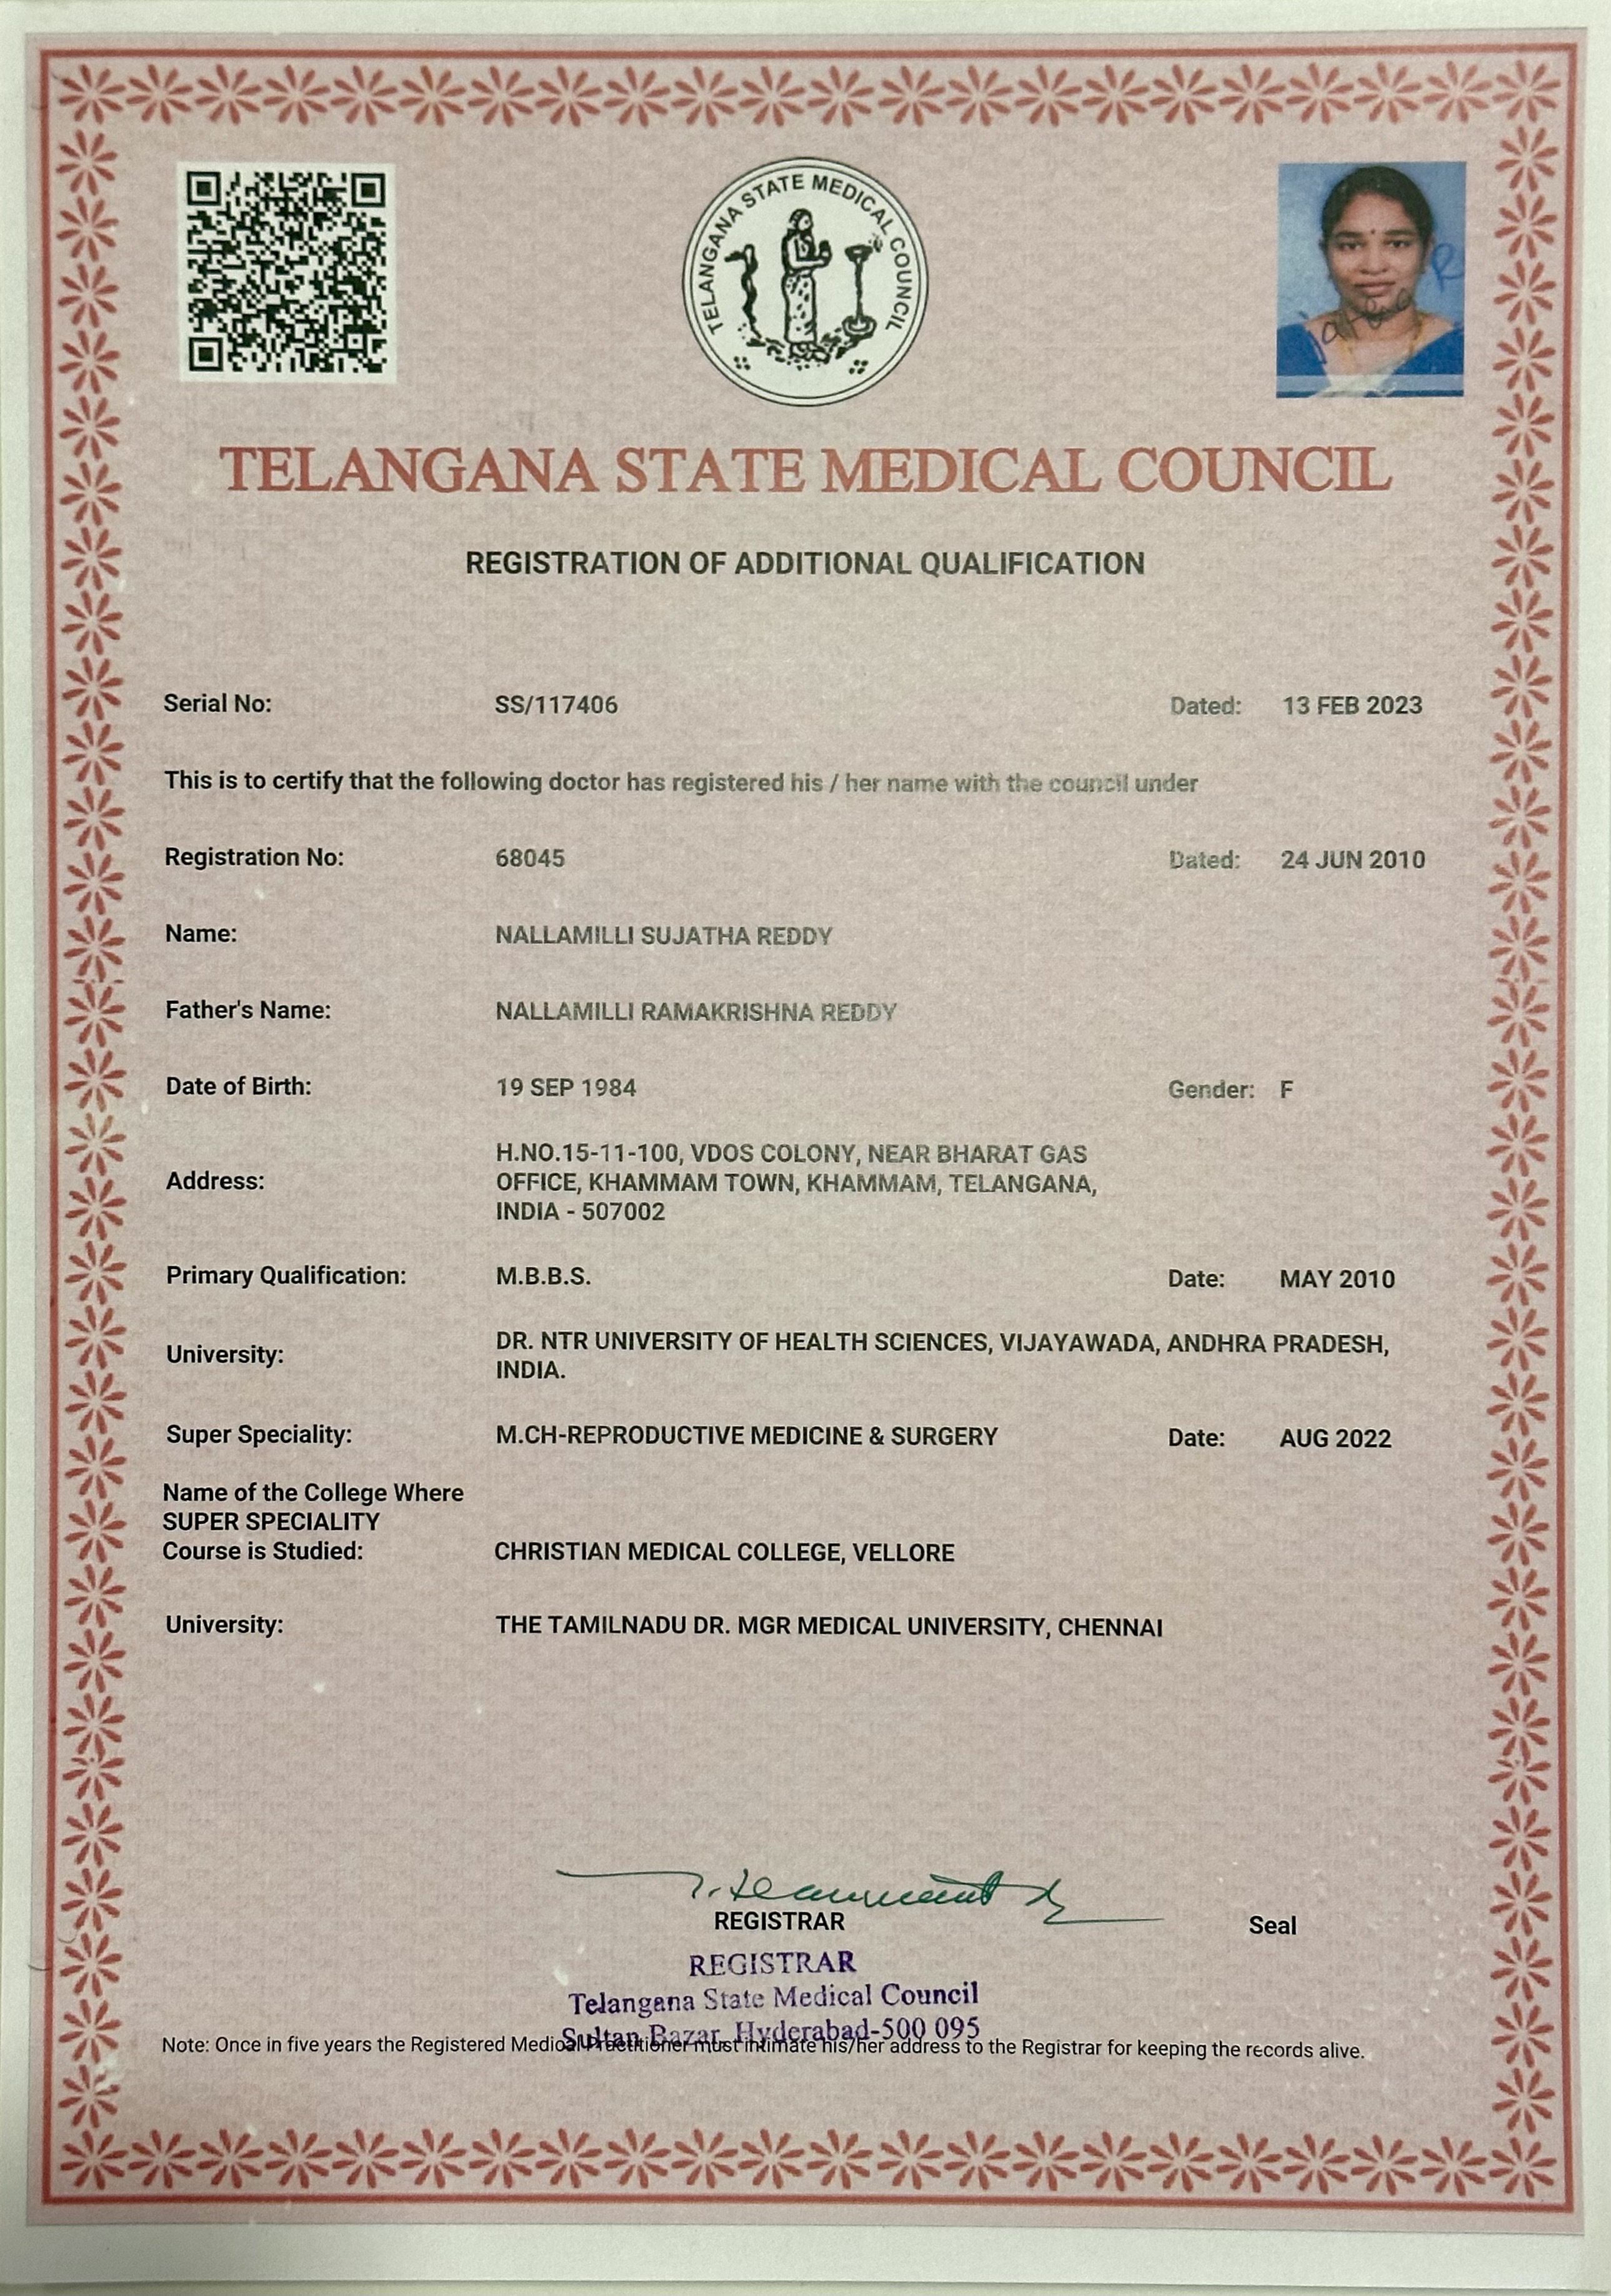 TELANGANA STATE MEDICAL COUNCIL
TELANGANA STATE MEDICAL COUNCIL
REGISTRATION OF ADDITIONAL QUALIFICATION
Serial No: SS/117406 Dated: 13 FEB 2023
This is to certify that the following doctor has registered his / her name with the council under
Registration No: 68045 Dated: 24 JUN 2010
Name: NALLAMILLI SUJATHA REDDY
Father's Name: NALLAMILLI RAMAKRISHNA REDDY
Date of Birth: 19 SEP 1984 Gender: F
Address: H.NO.15-11-100, VDOS COLONY, NEAR BHARAT GAS
OFFICE, KHAMMAM TOWN, KHAMMAM, TELANGANA,
INDIA - 507002
Primary Qualification: M.B.B.S. Date: MAY 2010
University: DR. NTR UNIVERSITY OF HEALTH SCIENCES, VIJAYAWADA, ANDHRA PRADESH,
INDIA.
Super Speciality: M.CH-REPRODUCTIVE MEDICINE & SURGERY Date: AUG 2022
Name of the College Where
SUPER SPECIALITY
Course is Studied: CHRISTIAN MEDICAL COLLEGE, VELLORE
University: THE TAMILNADU DR. MGR MEDICAL UNIVERSITY, CHENNAI
REGISTRAR Seal
REGISTRAR
Telangana State Medical Council
Sultan Bazar, Hyderabad-500 095
Note: Once in five years the Registered Medical Practitioner must intimate his/her address to the Registrar for keeping the records alive.